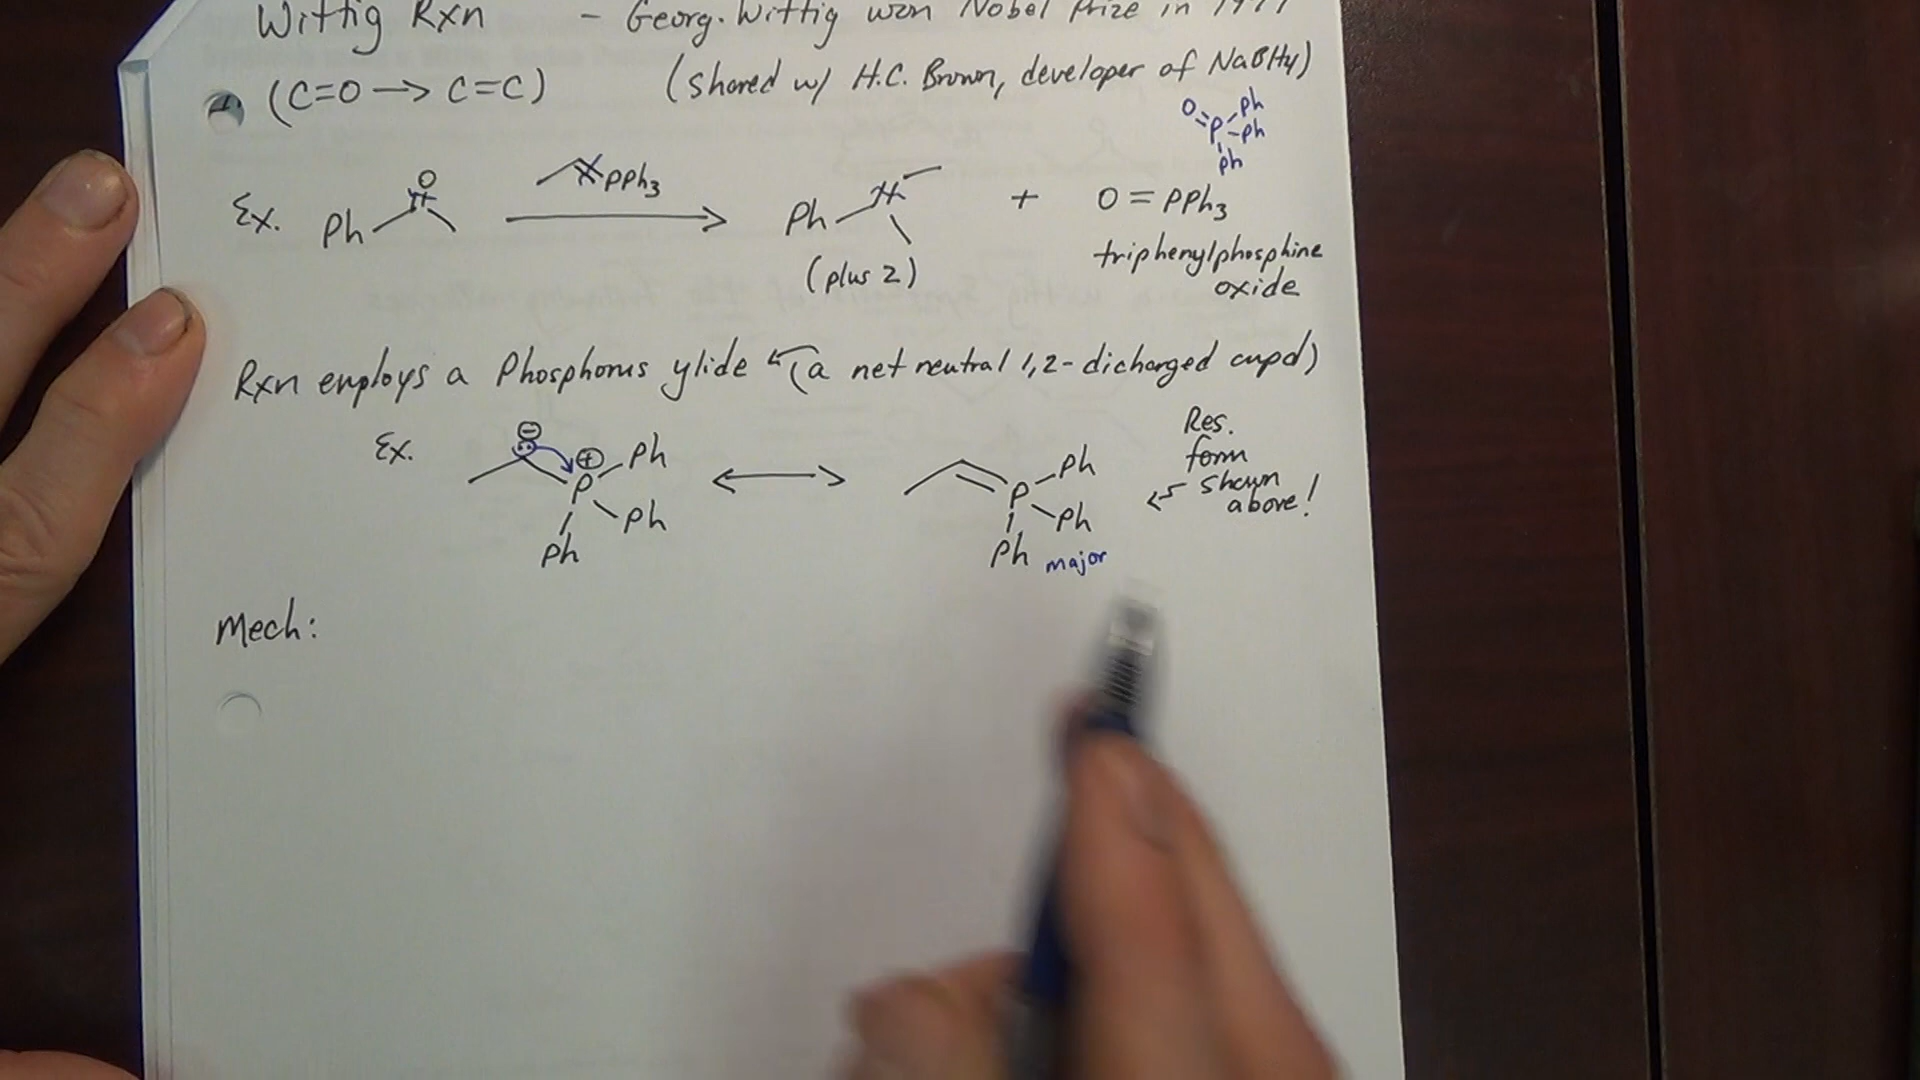 Wittig Rxn - Georg. Wittig won Nobel Prize in 1979
(C=O → C=C) (shared w/ H.C. Brown, developer of NaBH4)
O=P-Ph
-Ph
Ph
Ex. Ph O PPh3 Ph + O = PPh3
(plus 2) triphenylphosphine
oxide
Rxn employs a Phosphorus ylide (a net neutral 1,2-dicharged cmpd)
Ex. ⊖ ⊕ P Ph Ph Ph ↔ P Ph Ph Ph major
Res.
form
shown
above!
Mech: